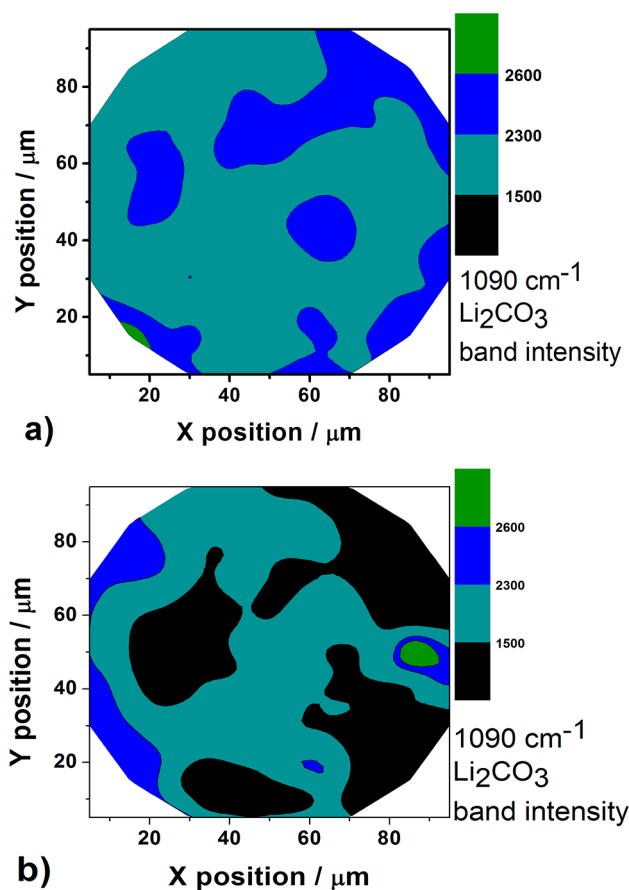 80
60
40
20
20 40 60 80
Y position / μm
X position / μm
2600
2300
1500
1090 cm⁻¹
Li₂CO₃
band intensity
a)
80
60
40
20
20 40 60 80
Y position / μm
X position / μm
2600
2300
1500
1090 cm⁻¹
Li₂CO₃
band intensity
b)